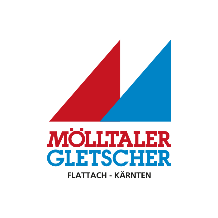 MÖLLTALER
GLETSCHER
FLATTACH - KÄRNTEN